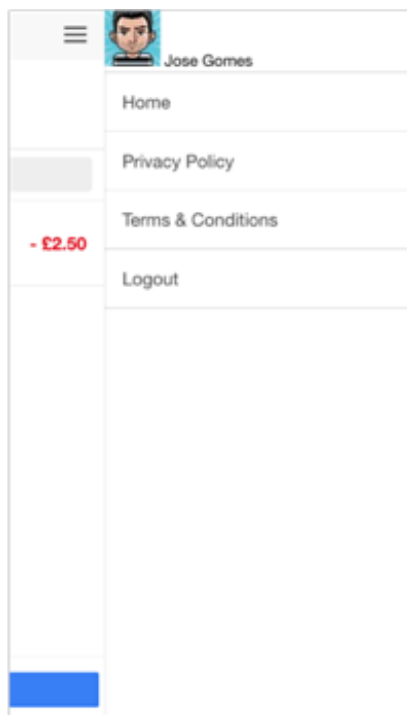 Jose Gomes
Home
Privacy Policy
Terms & Conditions
- £2.50
Logout